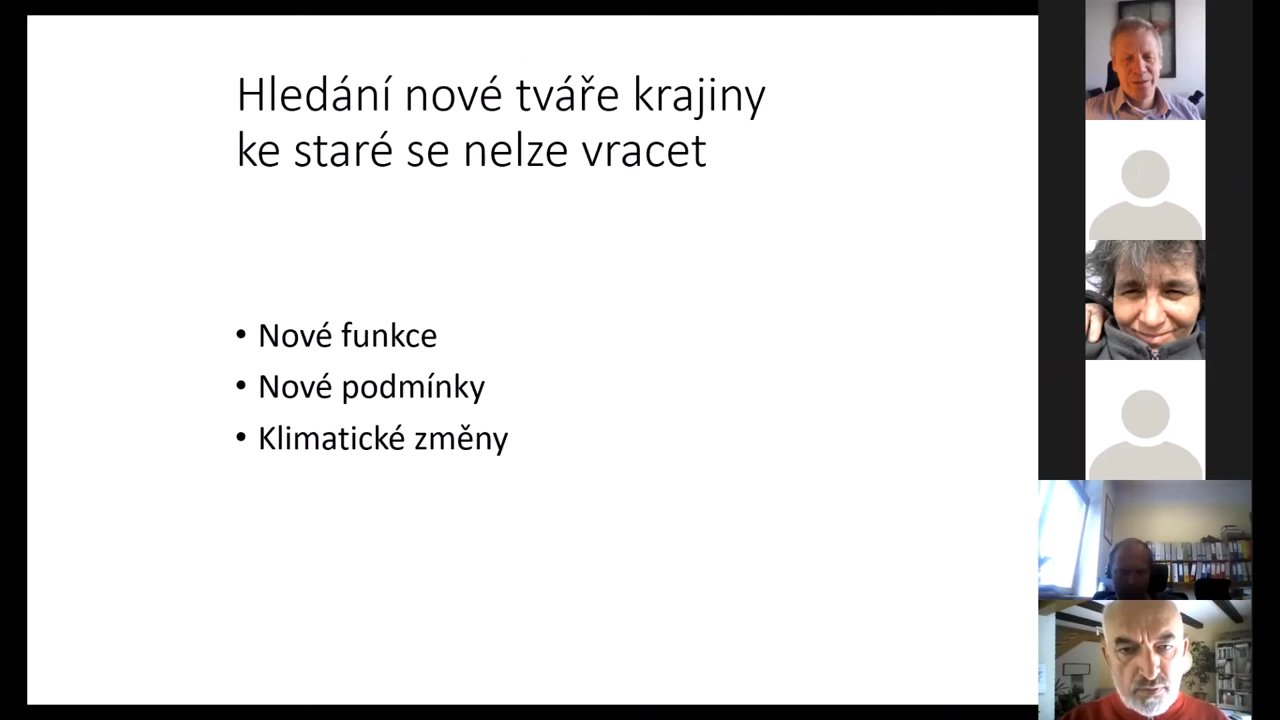 Hledání nové tváře krajiny
ke staré se nelze vracet
• Nové funkce
• Nové podmínky
• Klimatické změny